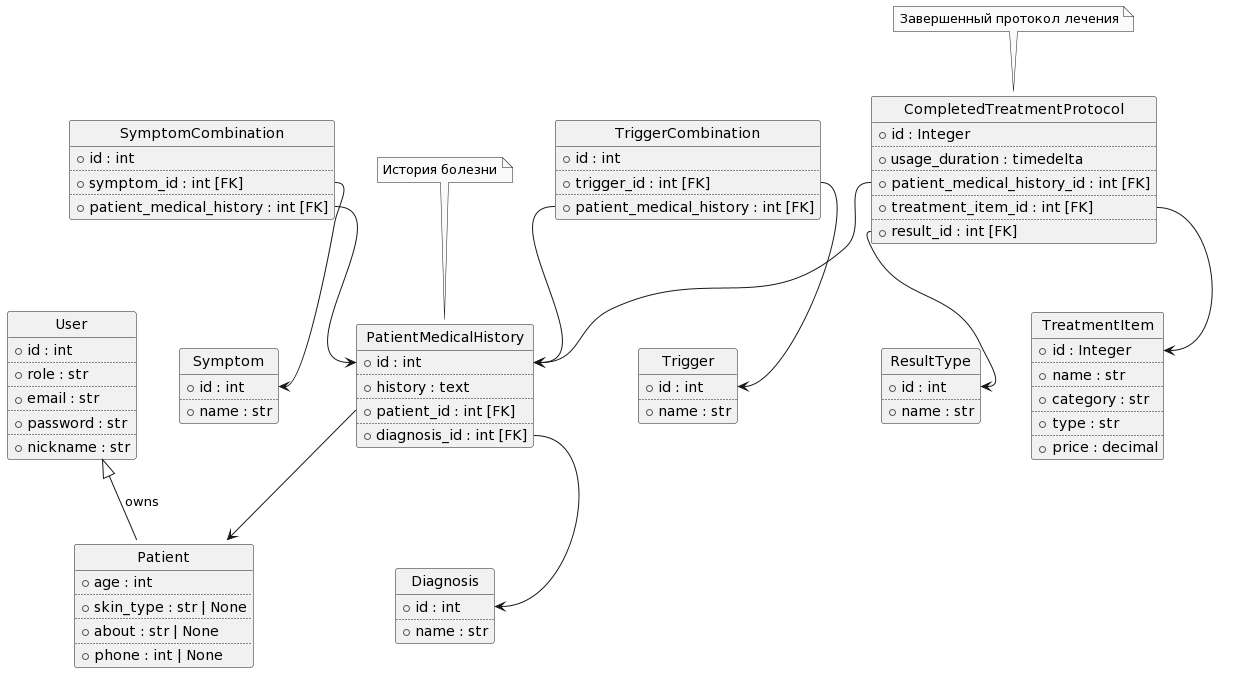 Завершенный протокол лечения
CompletedTreatmentProtocol
id : Integer
usage_duration : timedelta
patient_medical_history_id : int [FK]
treatment_item_id : int [FK]
result_id : int [FK]
SymptomCombination
id : int
symptom_id : int [FK]
patient_medical_history : int [FK]
История болезни
TriggerCombination
id : int
trigger_id : int [FK]
patient_medical_history : int [FK]
User
id : int
role : str
email : str
password : str
nickname : str
Symptom
id : int
name : str
PatientMedicalHistory
id : int
history : text
patient_id : int [FK]
diagnosis_id : int [FK]
Trigger
id : int
name : str
ResultType
id : int
name : str
TreatmentItem
id : Integer
name : str
category : str
type : str
price : decimal
owns
Patient
age : int
skin_type : str | None
about : str | None
phone : int | None
Diagnosis
id : int
name : str